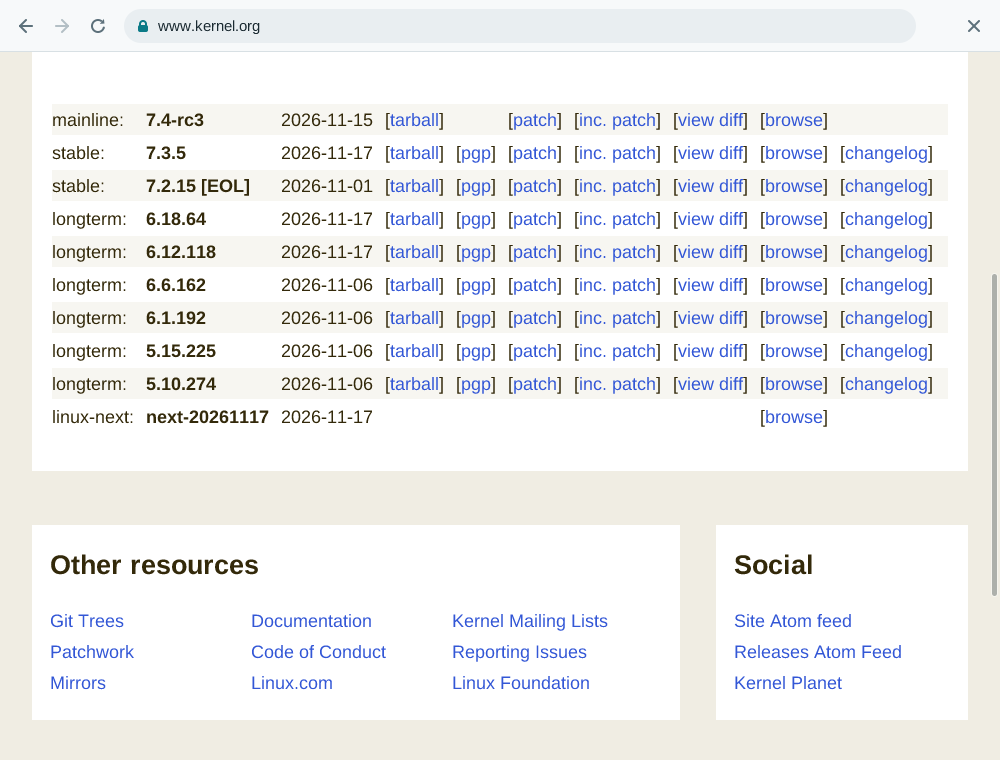 www.kernel.org
mainline: 7.4-rc3 2026-11-15 [tarball] [patch] [inc. patch] [view diff] [browse]
stable: 7.3.5 2026-11-17 [tarball] [pgp] [patch] [inc. patch] [view diff] [browse] [changelog]
stable: 7.2.15 [EOL] 2026-11-01 [tarball] [pgp] [patch] [inc. patch] [view diff] [browse] [changelog]
longterm: 6.18.64 2026-11-17 [tarball] [pgp] [patch] [inc. patch] [view diff] [browse] [changelog]
longterm: 6.12.118 2026-11-17 [tarball] [pgp] [patch] [inc. patch] [view diff] [browse] [changelog]
longterm: 6.6.162 2026-11-06 [tarball] [pgp] [patch] [inc. patch] [view diff] [browse] [changelog]
longterm: 6.1.192 2026-11-06 [tarball] [pgp] [patch] [inc. patch] [view diff] [browse] [changelog]
longterm: 5.15.225 2026-11-06 [tarball] [pgp] [patch] [inc. patch] [view diff] [browse] [changelog]
longterm: 5.10.274 2026-11-06 [tarball] [pgp] [patch] [inc. patch] [view diff] [browse] [changelog]
linux-next: next-20261117 2026-11-17 [browse]
Other resources
Git Trees Documentation Kernel Mailing Lists
Patchwork Code of Conduct Reporting Issues
Mirrors Linux.com Linux Foundation
Social
Site Atom feed
Releases Atom Feed
Kernel Planet